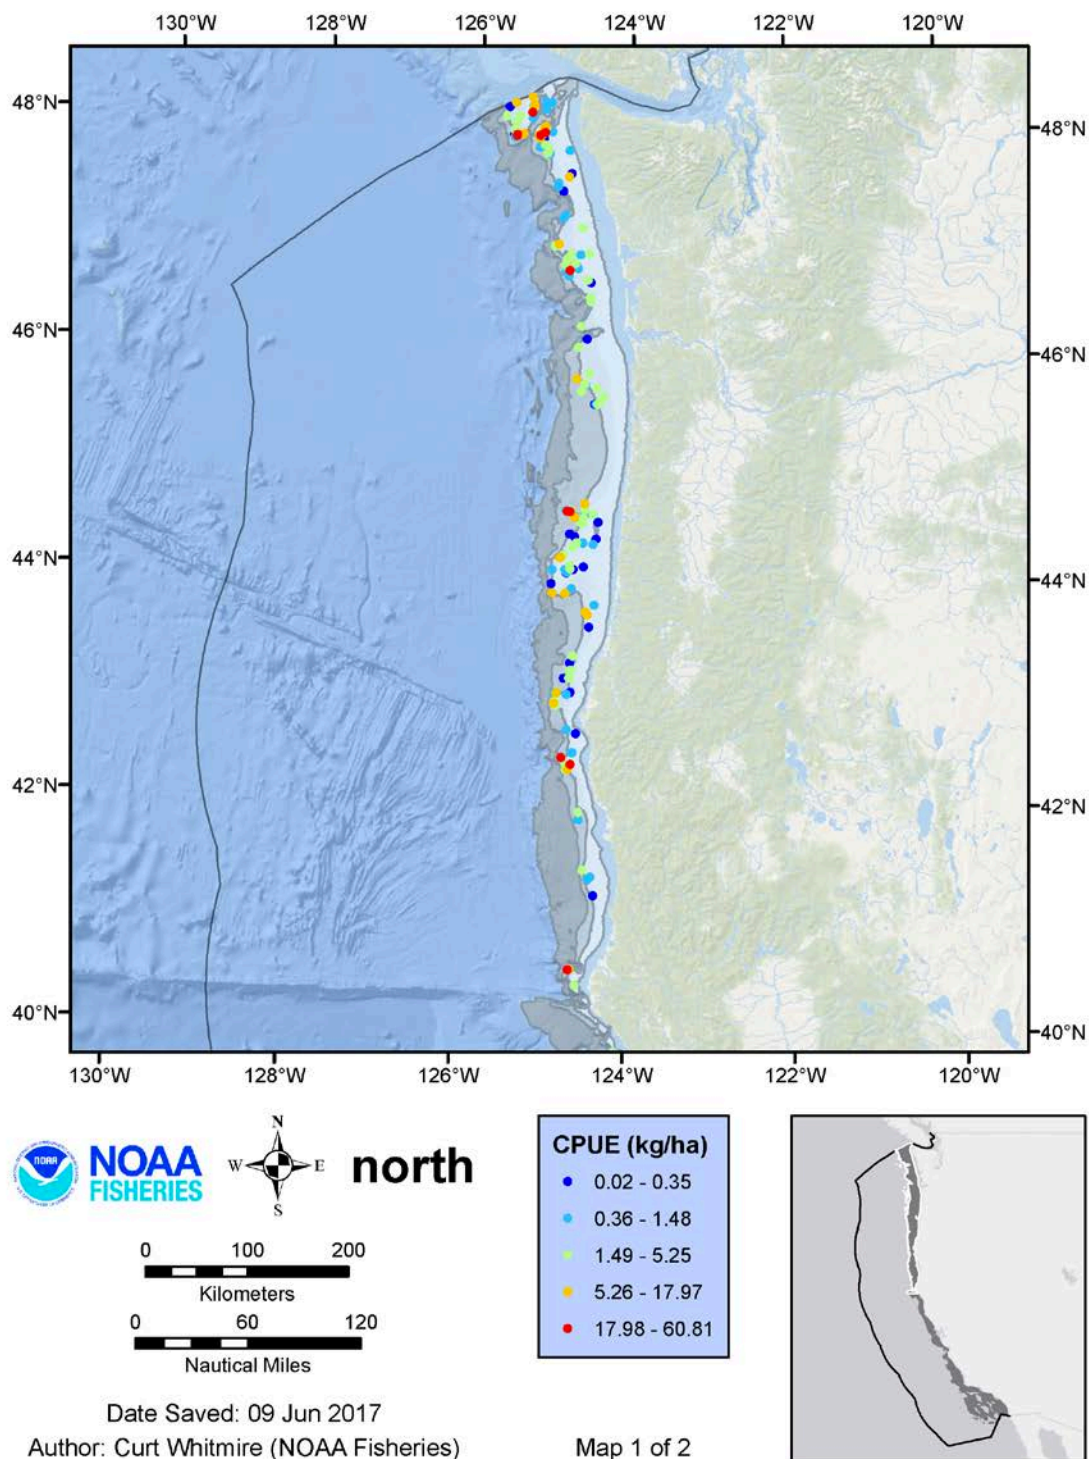 130°W 128°W 126°W 124°W 122°W 120°W
48°N 48°N
46°N 46°N
44°N 44°N
42°N 42°N
40°N 40°N
130°W 128°W 126°W 124°W 122°W 120°W
NOAA
NOAA
FISHERIES
N
W E
S
north
0 100 200
Kilometers
0 60 120
Nautical Miles
Date Saved: 09 Jun 2017
Author: Curt Whitmire (NOAA Fisheries)
CPUE (kg/ha)
0.02 - 0.35
0.36 - 1.48
1.49 - 5.25
5.26 - 17.97
17.98 - 60.81
Map 1 of 2